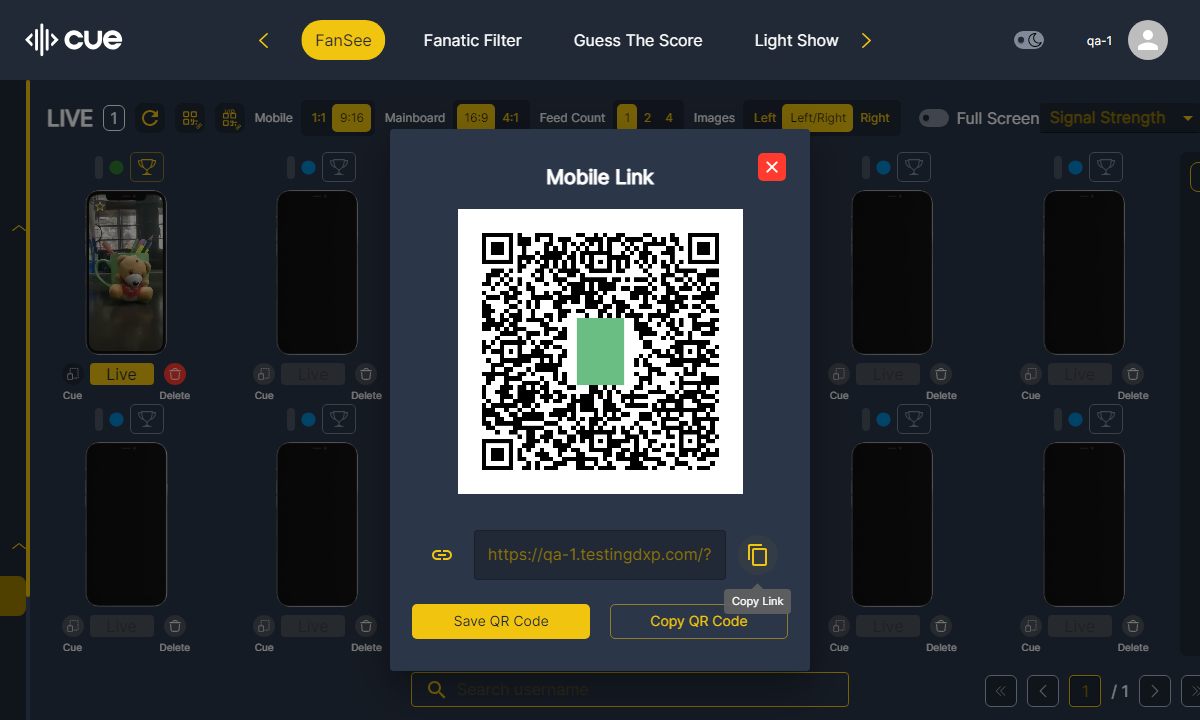 cue
FanSee
Fanatic Filter
Guess The Score
Light Show
qa-1
LIVE 1
Mobile 1:1 9:16
Mainboard 16:9 4:1
Feed Count 1 2 4
Images Left Left/Right Right
Full Screen
Signal Strength
Mobile Link
Live
Live
Live
Live
Cue Delete
Cue Delete
Cue Delete
Cue Delete
https://qa-1.testingdxp.com/?
Copy Link
Save QR Code
Copy QR Code
Live
Live
Live
Live
Cue Delete
Cue Delete
Cue Delete
Cue Delete
Search username
1 / 1